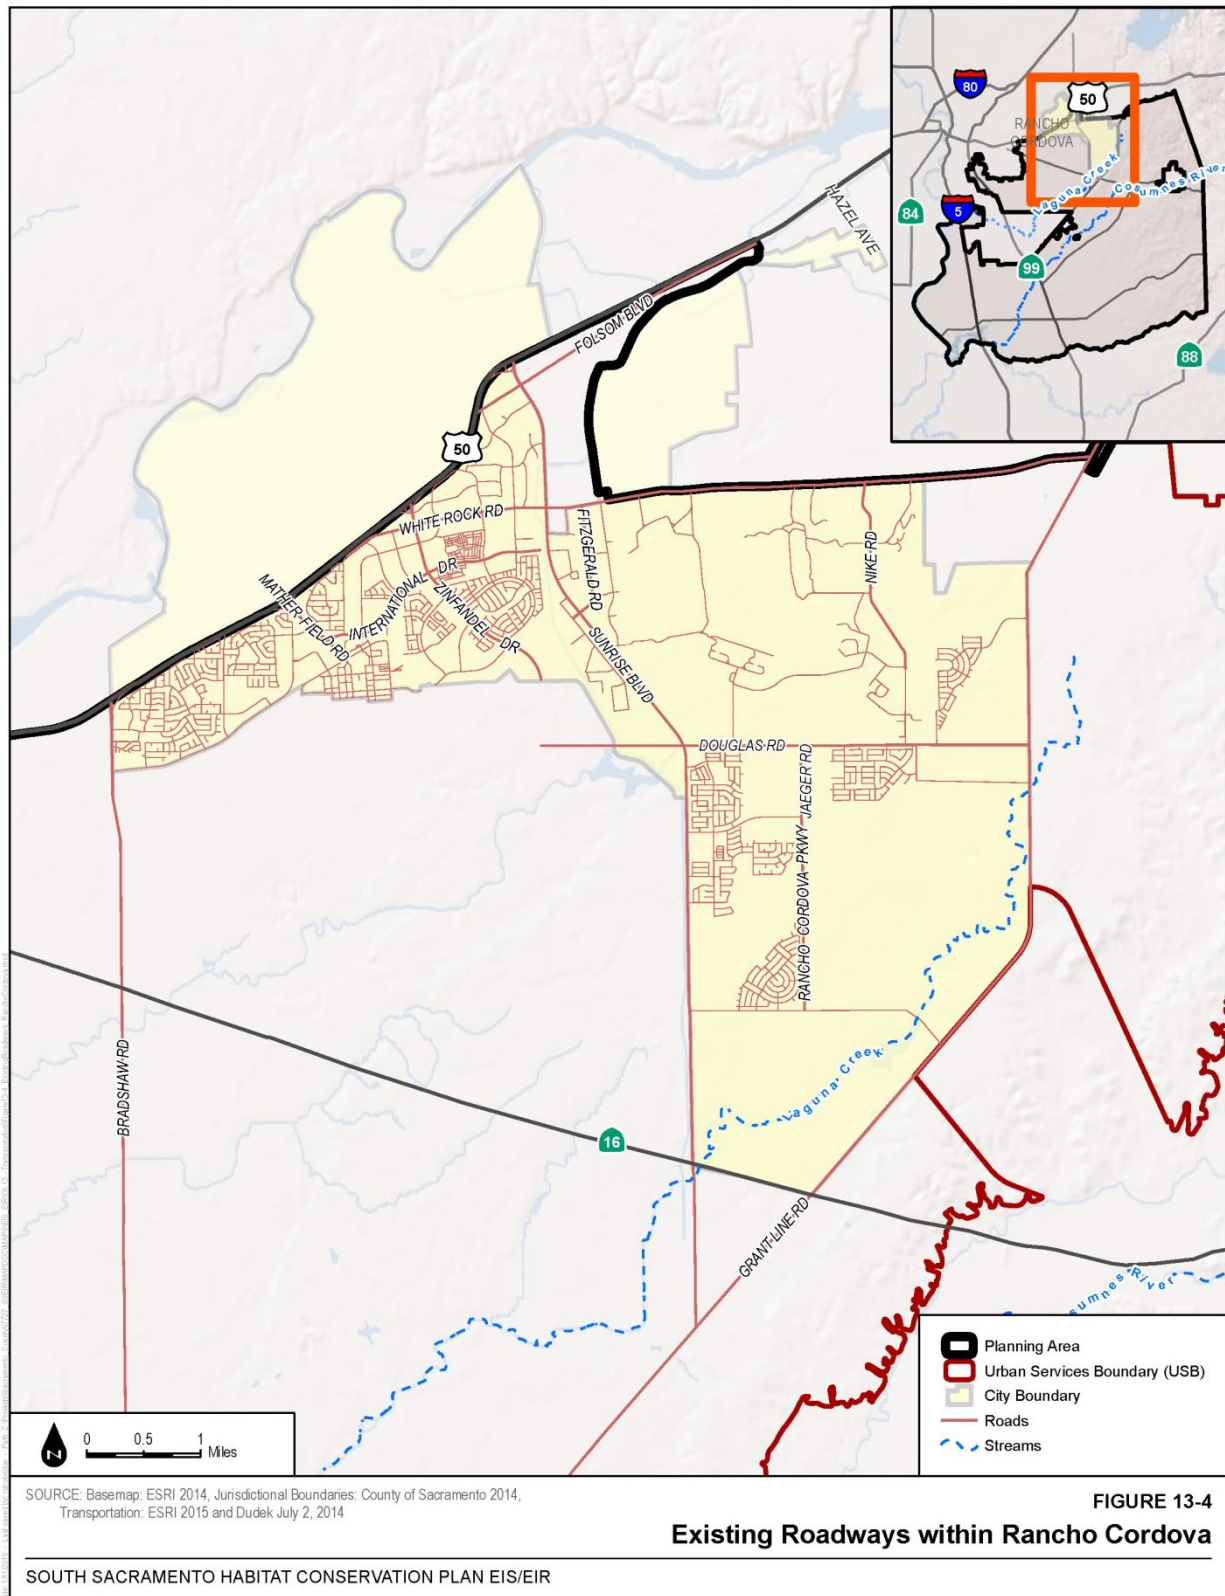 80
50
RANCHO
CORDOVA
Laguna Creek
Cosumnes River
84
5
99
88
HAZEL AVE
FOLSOM BLVD
50
WHITE ROCK RD
FITZGERALD RD
NIKE RD
INTERNATIONAL DR
MATHER FIELD RD
ZINFANDEL DR
SUNRISE BLVD
DOUGLAS RD
JAEGER RD
RANCHO CORDOVA PKWY
Laguna Creek
BRADSHAW RD
16
GRANT LINE RD
sumnes River
Planning Area
Urban Services Boundary (USB)
City Boundary
Roads
Streams
Z
0 0.5 1
Miles
SOURCE: Basemap: ESRI 2014, Jurisdictional Boundaries: County of Sacramento 2014,
Transportation: ESRI 2015 and Dudek July 2, 2014
FIGURE 13-4
Existing Roadways within Rancho Cordova
SOUTH SACRAMENTO HABITAT CONSERVATION PLAN EIS/EIR